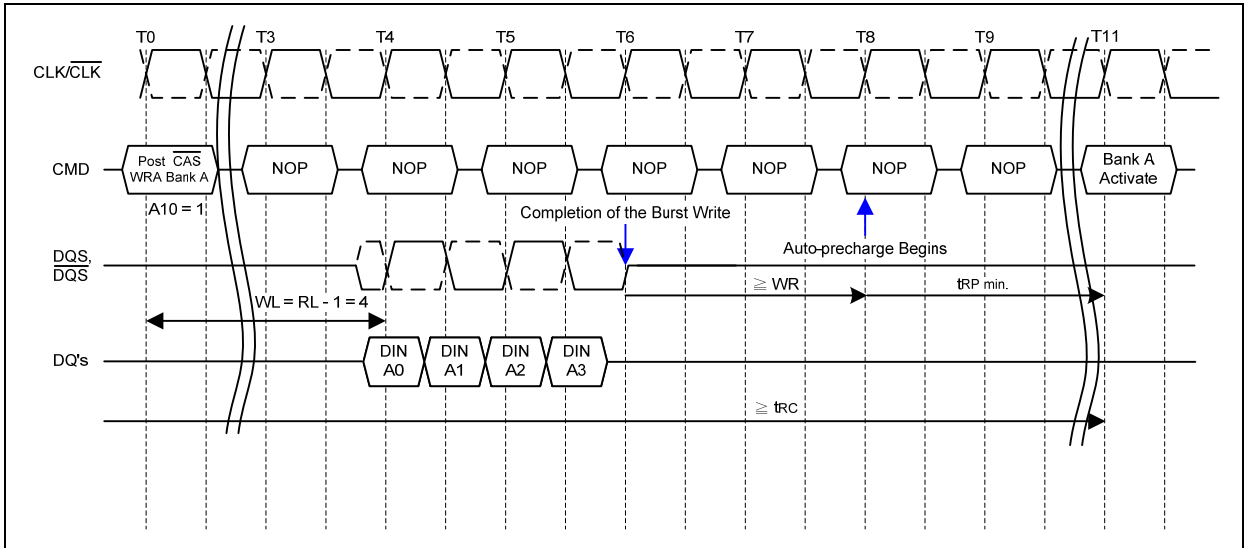 T0 T3 T4 T5 T6 T7 T8 T9 T11
CLK/CLK
CMD
Post CAS
WRA Bank A
NOP NOP NOP NOP NOP NOP NOP
Bank A
Activate
A10 = 1
Completion of the Burst Write
Auto-precharge Begins
DQS,
DQS
≧ WR
tRP min.
WL = RL - 1 = 4
DQ's
DIN
A0
DIN
A1
DIN
A2
DIN
A3
≧ tRC